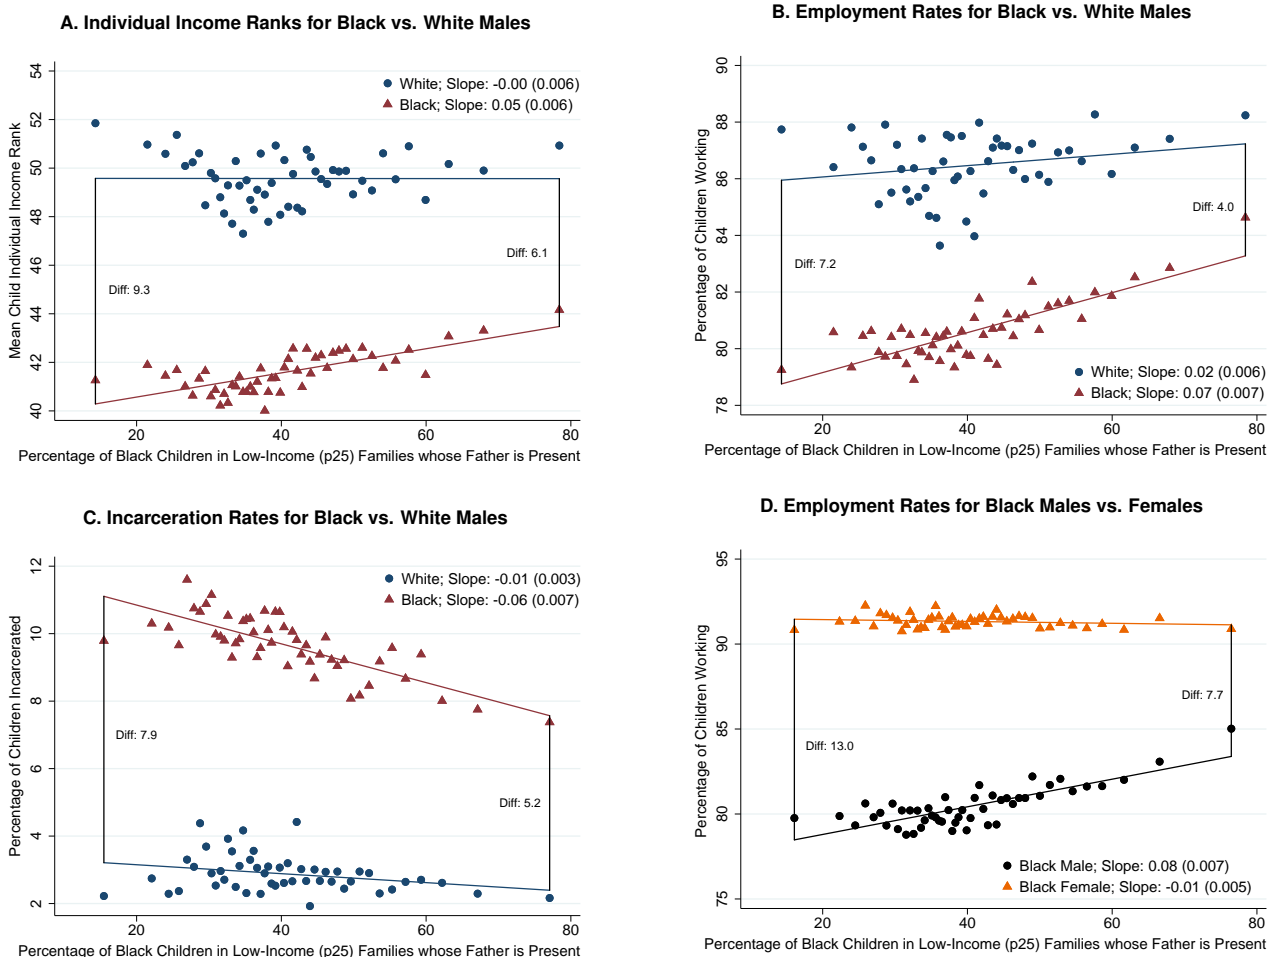 A. Individual Income Ranks for Black vs. White Males
Mean Child Individual Income Rank
54
52
50
48
46
44
42
40
White; Slope: -0.00 (0.006)
Black; Slope: 0.05 (0.006)
Diff: 9.3
Diff: 6.1
20 40 60 80
Percentage of Black Children in Low-Income (p25) Families whose Father is Present
B. Employment Rates for Black vs. White Males
Percentage of Children Working
90
88
86
84
82
80
78
Diff: 7.2
Diff: 4.0
White; Slope: 0.02 (0.006)
Black; Slope: 0.07 (0.007)
20 40 60 80
Percentage of Black Children in Low-Income (p25) Families whose Father is Present
C. Incarceration Rates for Black vs. White Males
Percentage of Children Incarcerated
12
10
8
6
4
2
White; Slope: -0.01 (0.003)
Black; Slope: -0.06 (0.007)
Diff: 7.9
Diff: 5.2
20 40 60 80
Percentage of Black Children in Low-Income (p25) Families whose Father is Present
D. Employment Rates for Black Males vs. Females
Percentage of Children Working
95
90
85
80
75
Diff: 13.0
Diff: 7.7
Black Male; Slope: 0.08 (0.007)
Black Female; Slope: -0.01 (0.005)
20 40 60 80
Percentage of Black Children in Low-Income (p25) Families whose Father is Present